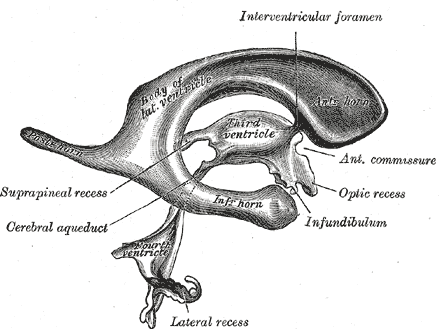 Interventricular foramen
Body of
lat. ventricle
Ant.r horn
Third
ventricle
Post.r horn
Ant. commissure
Suprapineal recess
Optic recess
Inf.r horn
Cerebral aqueduct
Infundibulum
Fourth
ventricle
Lateral recess